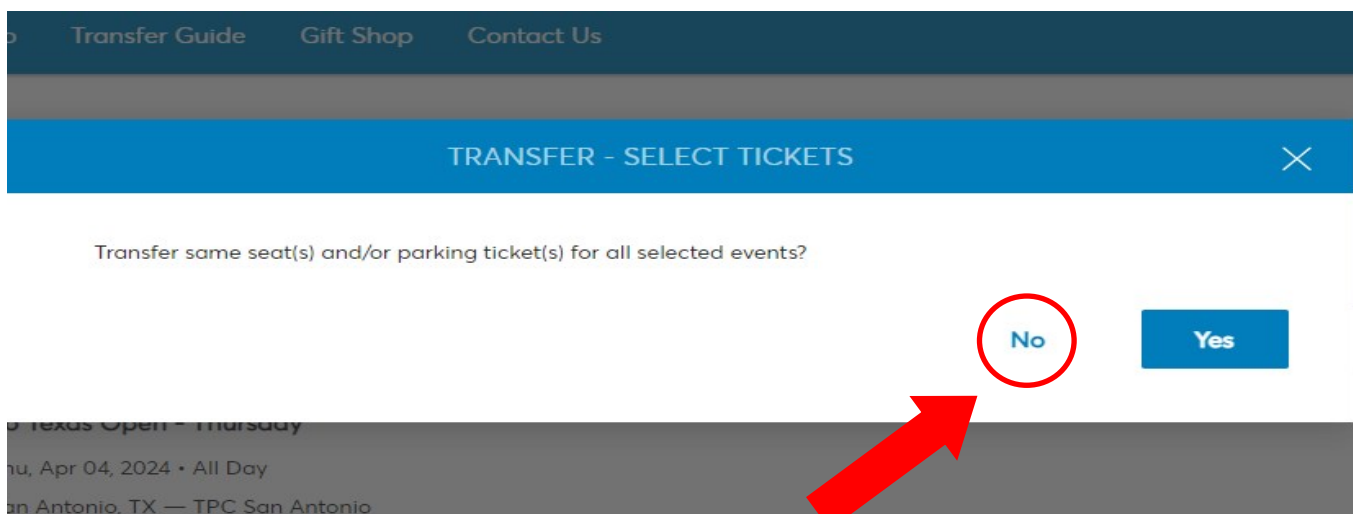 Transfer Guide Gift Shop Contact Us
TRANSFER - SELECT TICKETS
Transfer same seat(s) and/or parking ticket(s) for all selected events?
No Yes
Texas Open - Thursday
Apr 04, 2024 • All Day
Antonio, TX — TPC San Antonio